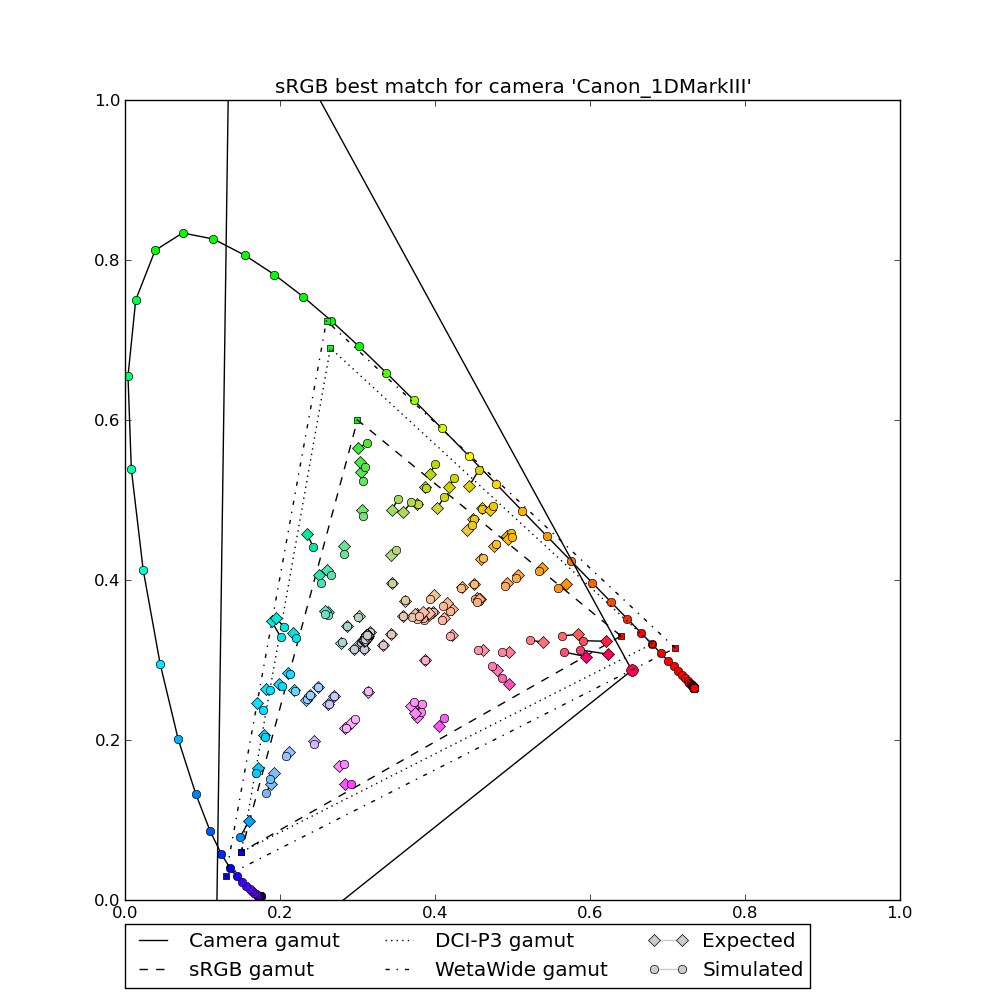 sRGB best match for camera 'Canon_1DMarkIII'
1.0
0.8
0.6
0.4
0.2
0.0
0.0 0.2 0.4 0.6 0.8 1.0
Camera gamut DCI-P3 gamut Expected
sRGB gamut WetaWide gamut Simulated